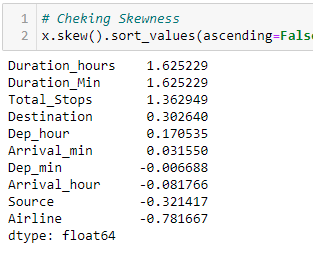 1 # Cheking Skewness
2 x.skew().sort_values(ascending=Fals
Duration_hours 1.625229
Duration_Min 1.625229
Total_Stops 1.362949
Destination 0.302640
Dep_hour 0.170535
Arrival_min 0.031550
Dep_min -0.006688
Arrival_hour -0.081766
Source -0.321417
Airline -0.781667
dtype: float64